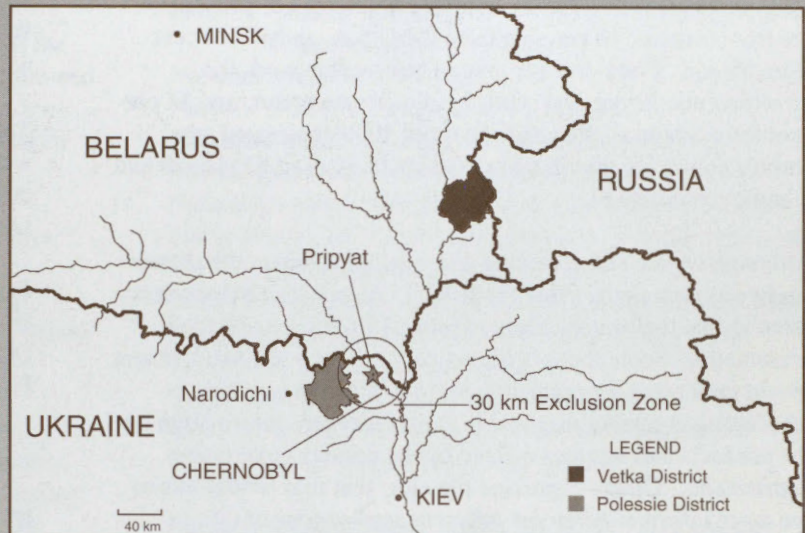 MINSK
BELARUS
RUSSIA
Pripyat
Narodichi
30 km Exclusion Zone
UKRAINE
LEGEND
CHERNOBYL
Vetka District
KIEV
Polessie District
40 km